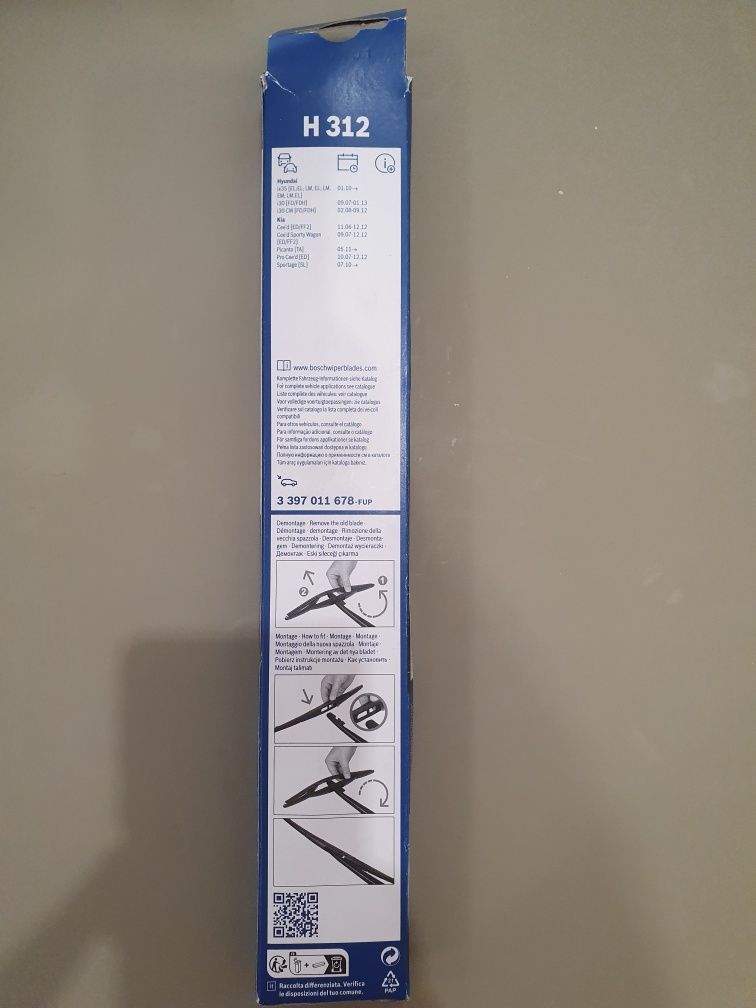 H 312
Hyundai
ix35 [EL,EL; LM, EL; LM, 01.10→
EM; LM,EL]
i30 [FD/FDH] 09.07-01.13
i30 CW [FD/FDH] 02.08-09.12
Kia
Cee'd [ED/FF2] 11.06-12.12
Cee'd Sporty Wagon 09.07-12.12
[ED/FF2]
Picanto [TA] 05.11→
Pro Cee'd [ED] 10.07-12.12
Sportage [SL] 07.10→
www.boschwiperblades.com
Komplette Fahrzeug-Informationen siehe Katalog
For complete vehicle applications see catalogue
Liste complète des véhicules: voir catalogue
Voor volledige voertuigtoepassingen: zie catalogus
Verificare sul catalogo la lista completa dei veicoli
compatibili
Para otros vehículos, consulte el catálogo
Para informação adicional, consulte o catálogo
För samtliga fordons applikationer se katalog
Pełna lista zastosowań dostępna w katalogu
Полную информацию о применимости см в каталоге
Tüm araç uygulamaları için kataloğa bakınız.
3 397 011 678-FUP
Demontage · Remove the old blade ·
Démontage · demontage · Rimozione della
vecchia spazzola · Desmontaje · Desmonta-
gem · Demontering · Demontaż wycieraczki ·
Демонтаж · Eski sileceği çıkarma
1
2
Montage · How to fit · Montage · Montage ·
Montaggio della nuova spazzola · Montaje ·
Montagem · Montering av det nya bladet ·
Pobierz instrukcje montażu · Как установить ·
Montaj talimatı
FR
+
21
PAP
it Raccolta differenziata. Verifica
le disposizioni del tuo comune.